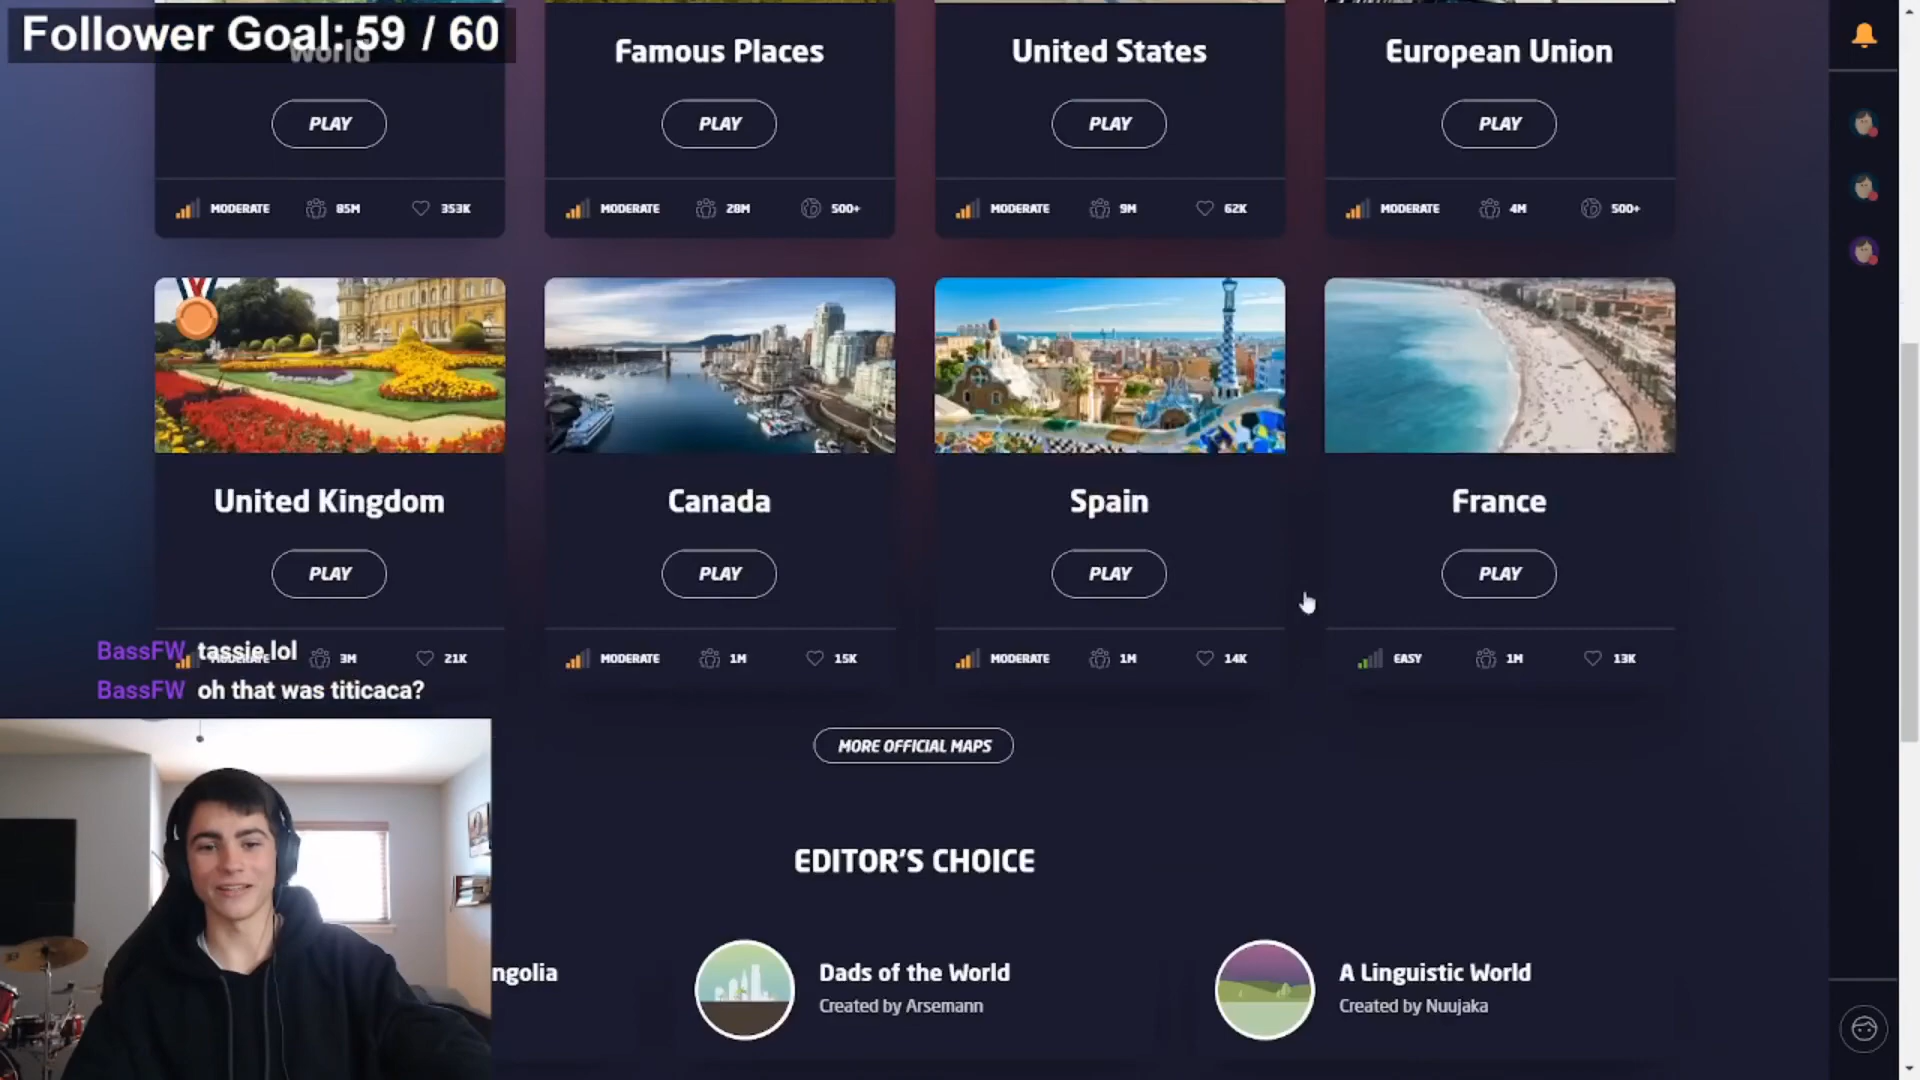 Follower Goal: 59 / 60
World
Famous Places
United States
European Union
PLAY
PLAY
PLAY
PLAY
MODERATE 85M 353K
MODERATE 28M 500+
MODERATE 9M 62K
MODERATE 4M 500+
United Kingdom
Canada
Spain
France
PLAY
PLAY
PLAY
PLAY
MODERATE 3M 21K
MODERATE 1M 15K
MODERATE 1M 14K
EASY 1M 13K
BassFW tassie.lol
BassFW oh that was titicaca?
MORE OFFICIAL MAPS
EDITOR'S CHOICE
ngolia
Dads of the World
Created by Arsemann
A Linguistic World
Created by Nuujaka